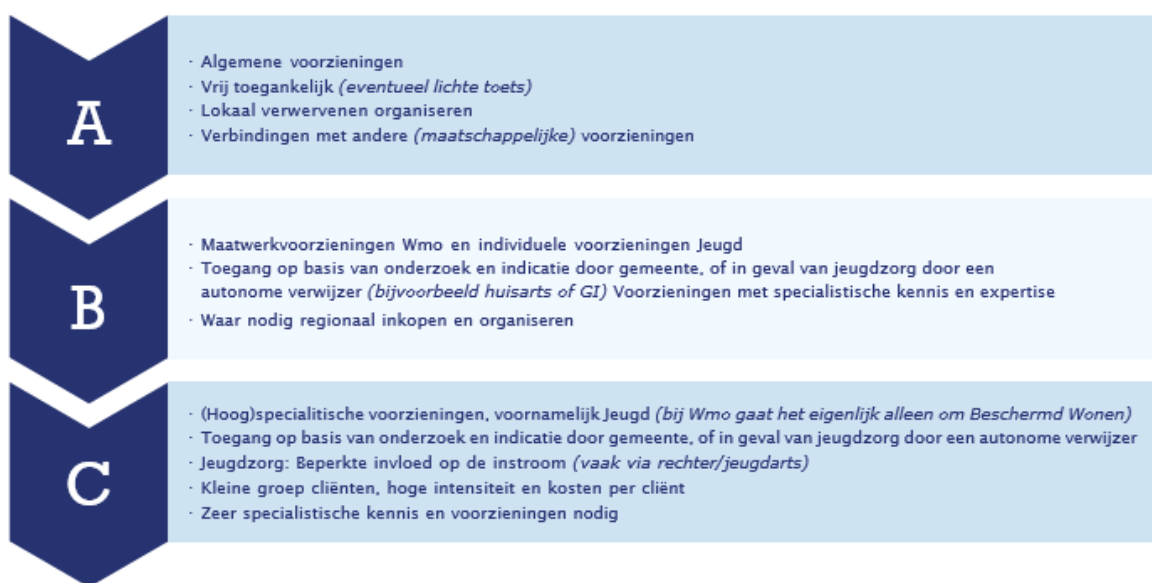 A
· Algemene voorzieningen
· Vrij toegankelijk (eventueel lichte toets)
· Lokaal verwervenen organiseren
· Verbindingen met andere (maatschappelijke) voorzieningen
B
· Maatwerkvoorzieningen Wmo en individuele voorzieningen Jeugd
· Toegang op basis van onderzoek en indicatie door gemeente, of in geval van jeugdzorg door een
autonome verwijzer (bijvoorbeeld huisarts of GI) Voorzieningen met specialistische kennis en expertise
· Waar nodig regionaal inkopen en organiseren
C
· (Hoog)specialitische voorzieningen, voornamelijk Jeugd (bij Wmo gaat het eigenlijk alleen om Beschermd Wonen)
· Toegang op basis van onderzoek en indicatie door gemeente, of in geval van jeugdzorg door een autonome verwijzer
· Jeugdzorg: Beperkte invloed op de instroom (vaak via rechter/jeugdarts)
· Kleine groep cliënten, hoge intensiteit en kosten per cliënt
· Zeer specialistische kennis en voorzieningen nodig